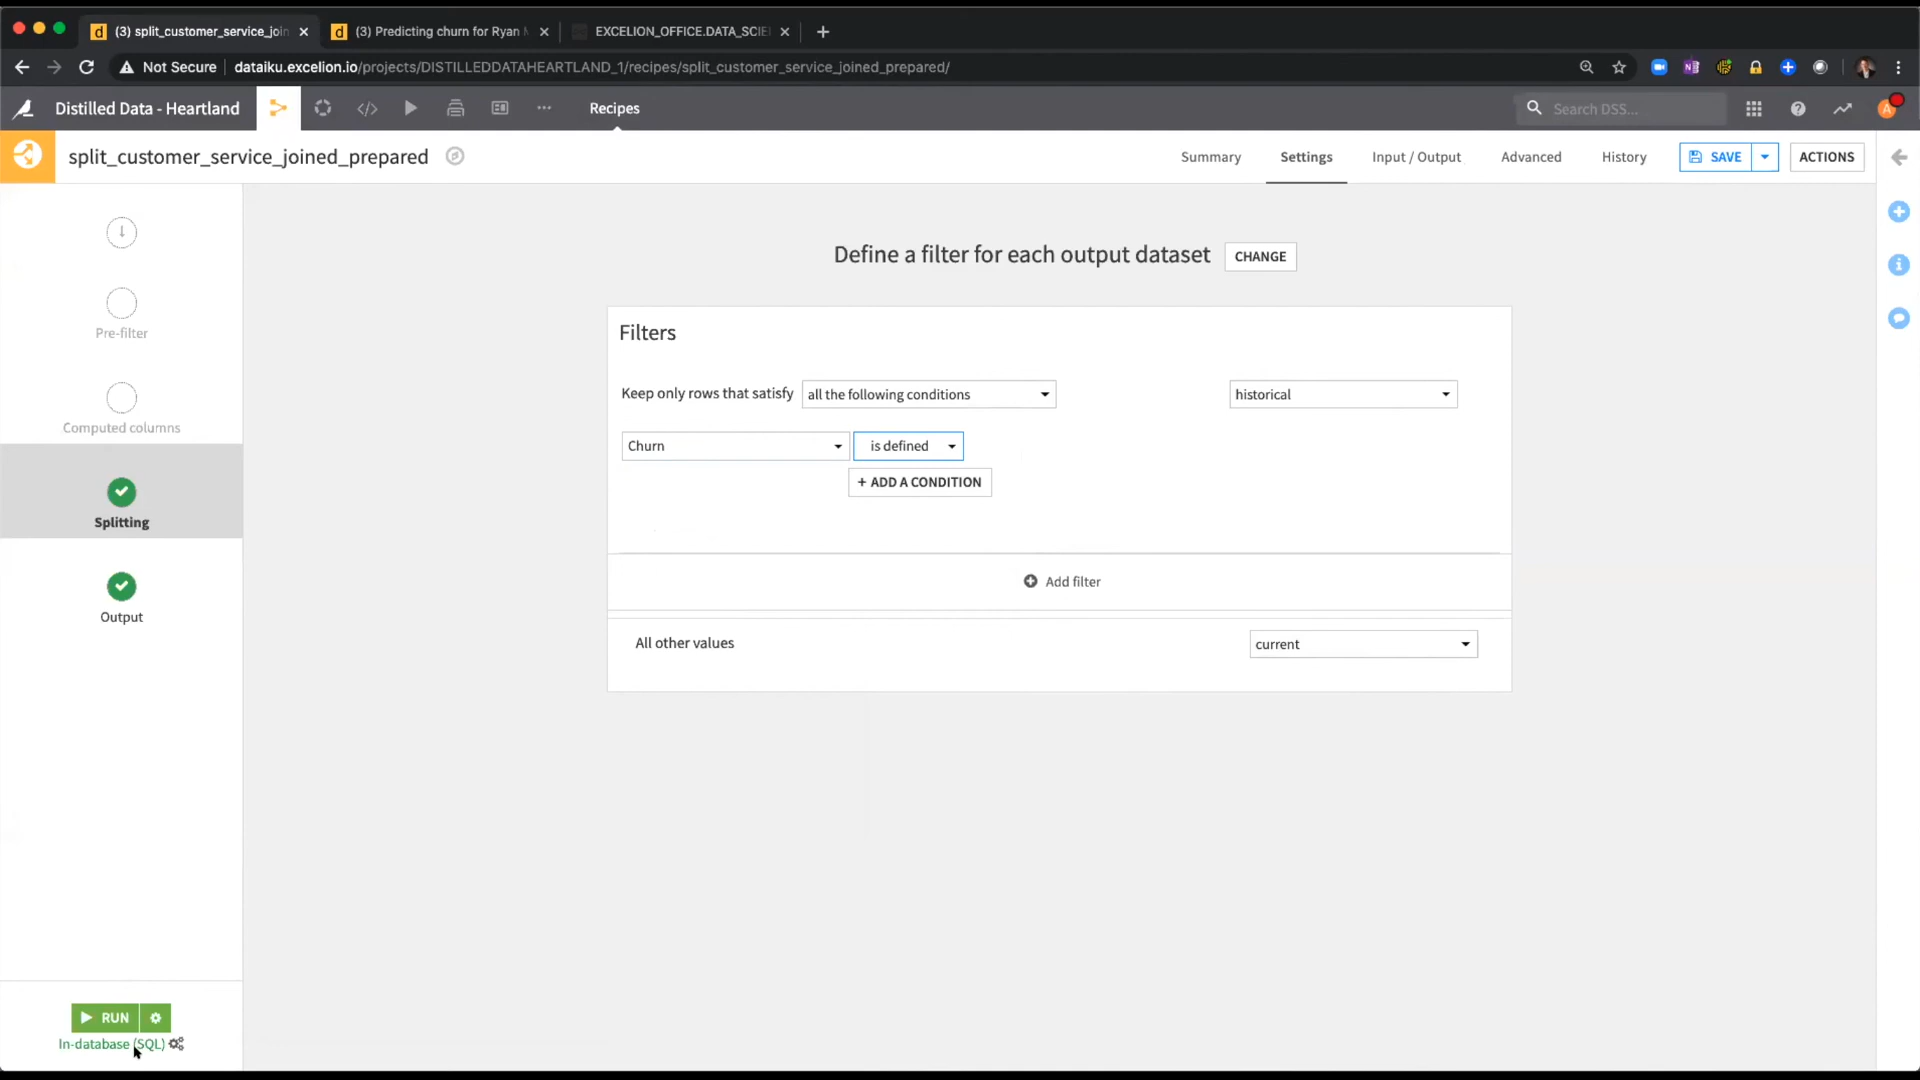 (3) split_customer_service_join
(3) Predicting churn for Ryan
EXCELION_OFFICE.DATA_SCIE
Not Secure
dataiku.excelion.io/projects/DISTILLEDDATAHEARTLAND_1/recipes/split_customer_service_joined_prepared/
Distilled Data - Heartland
Recipes
Search DSS...
split_customer_service_joined_prepared
Summary
Settings
Input / Output
Advanced
History
SAVE
ACTIONS
Pre-filter
Computed columns
Splitting
Output
Define a filter for each output dataset
CHANGE
Filters
Keep only rows that satisfy
all the following conditions
historical
Churn
is defined
+ ADD A CONDITION
Add filter
All other values
current
RUN
In-database (SQL)